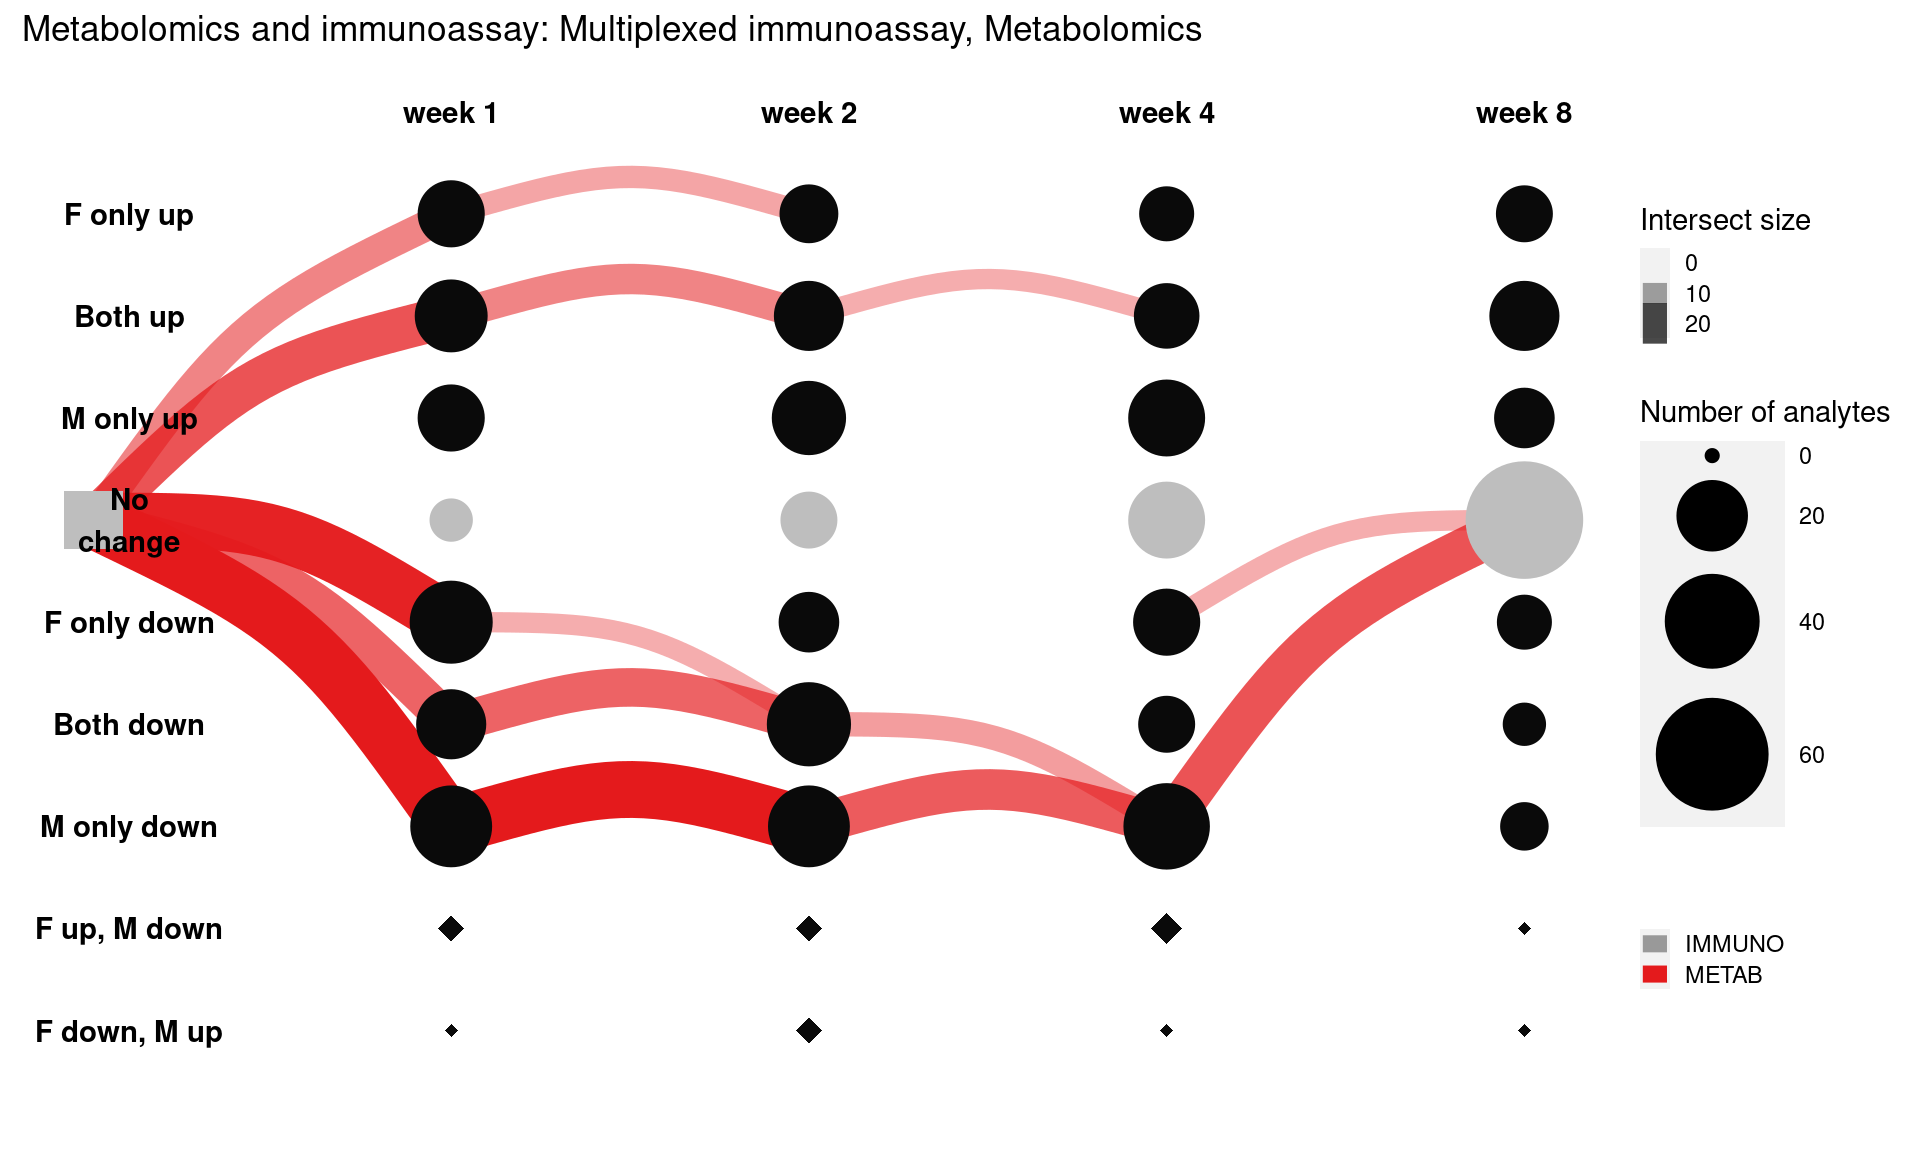 Metabolomics and immunoassay: Multiplexed immunoassay, Metabolomics
week 1
week 2
week 4
week 8
F only up
Both up
M only up
No
change
F only down
Both down
M only down
F up, M down
F down, M up
Intersect size
0
10
20
Number of analytes
0
20
40
60
IMMUNO
METAB